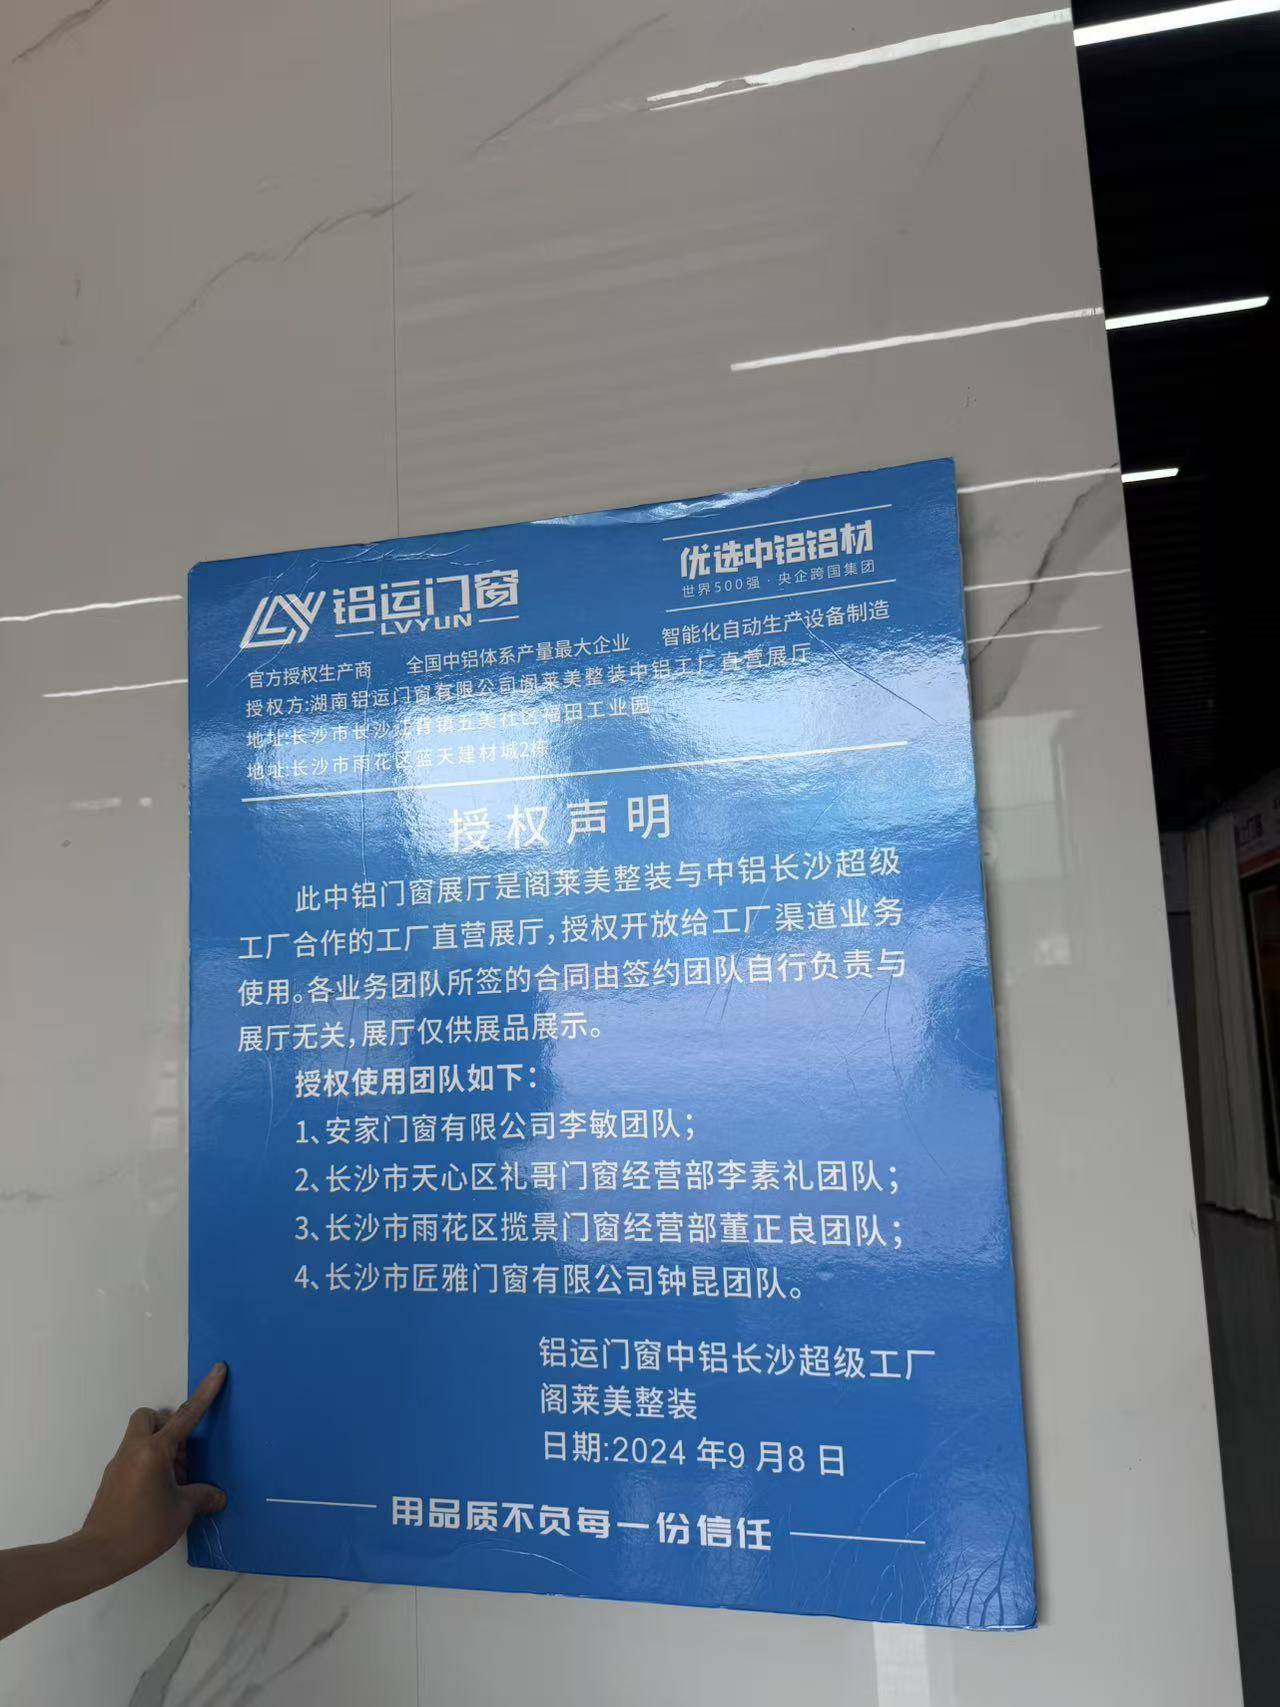 铝运门窗
LVYUN
优选中铝铝材
世界500强·央企跨国集团
官方授权生产商 全国中铝体系产量最大企业 智能化自动生产设备制造
授权方:湖南铝运门窗有限公司阁莱美整装中铝工厂直营展厅
地址:长沙市长沙江背镇五美社区福田工业园
地址:长沙市雨花区蓝天建材城2栋
授权声明
此中铝门窗展厅是阁莱美整装与中铝长沙超级
工厂合作的工厂直营展厅,授权开放给工厂渠道业务
使用。各业务团队所签的合同由签约团队自行负责与
展厅无关,展厅仅供展品展示。
授权使用团队如下:
1、安家门窗有限公司李敏团队;
2、长沙市天心区礼哥门窗经营部李素礼团队;
3、长沙市雨花区揽景门窗经营部董正良团队;
4、长沙市匠雅门窗有限公司钟昆团队。
铝运门窗中铝长沙超级工厂
阁莱美整装
日期:2024 年9 月8 日
用品质不负每一份信任